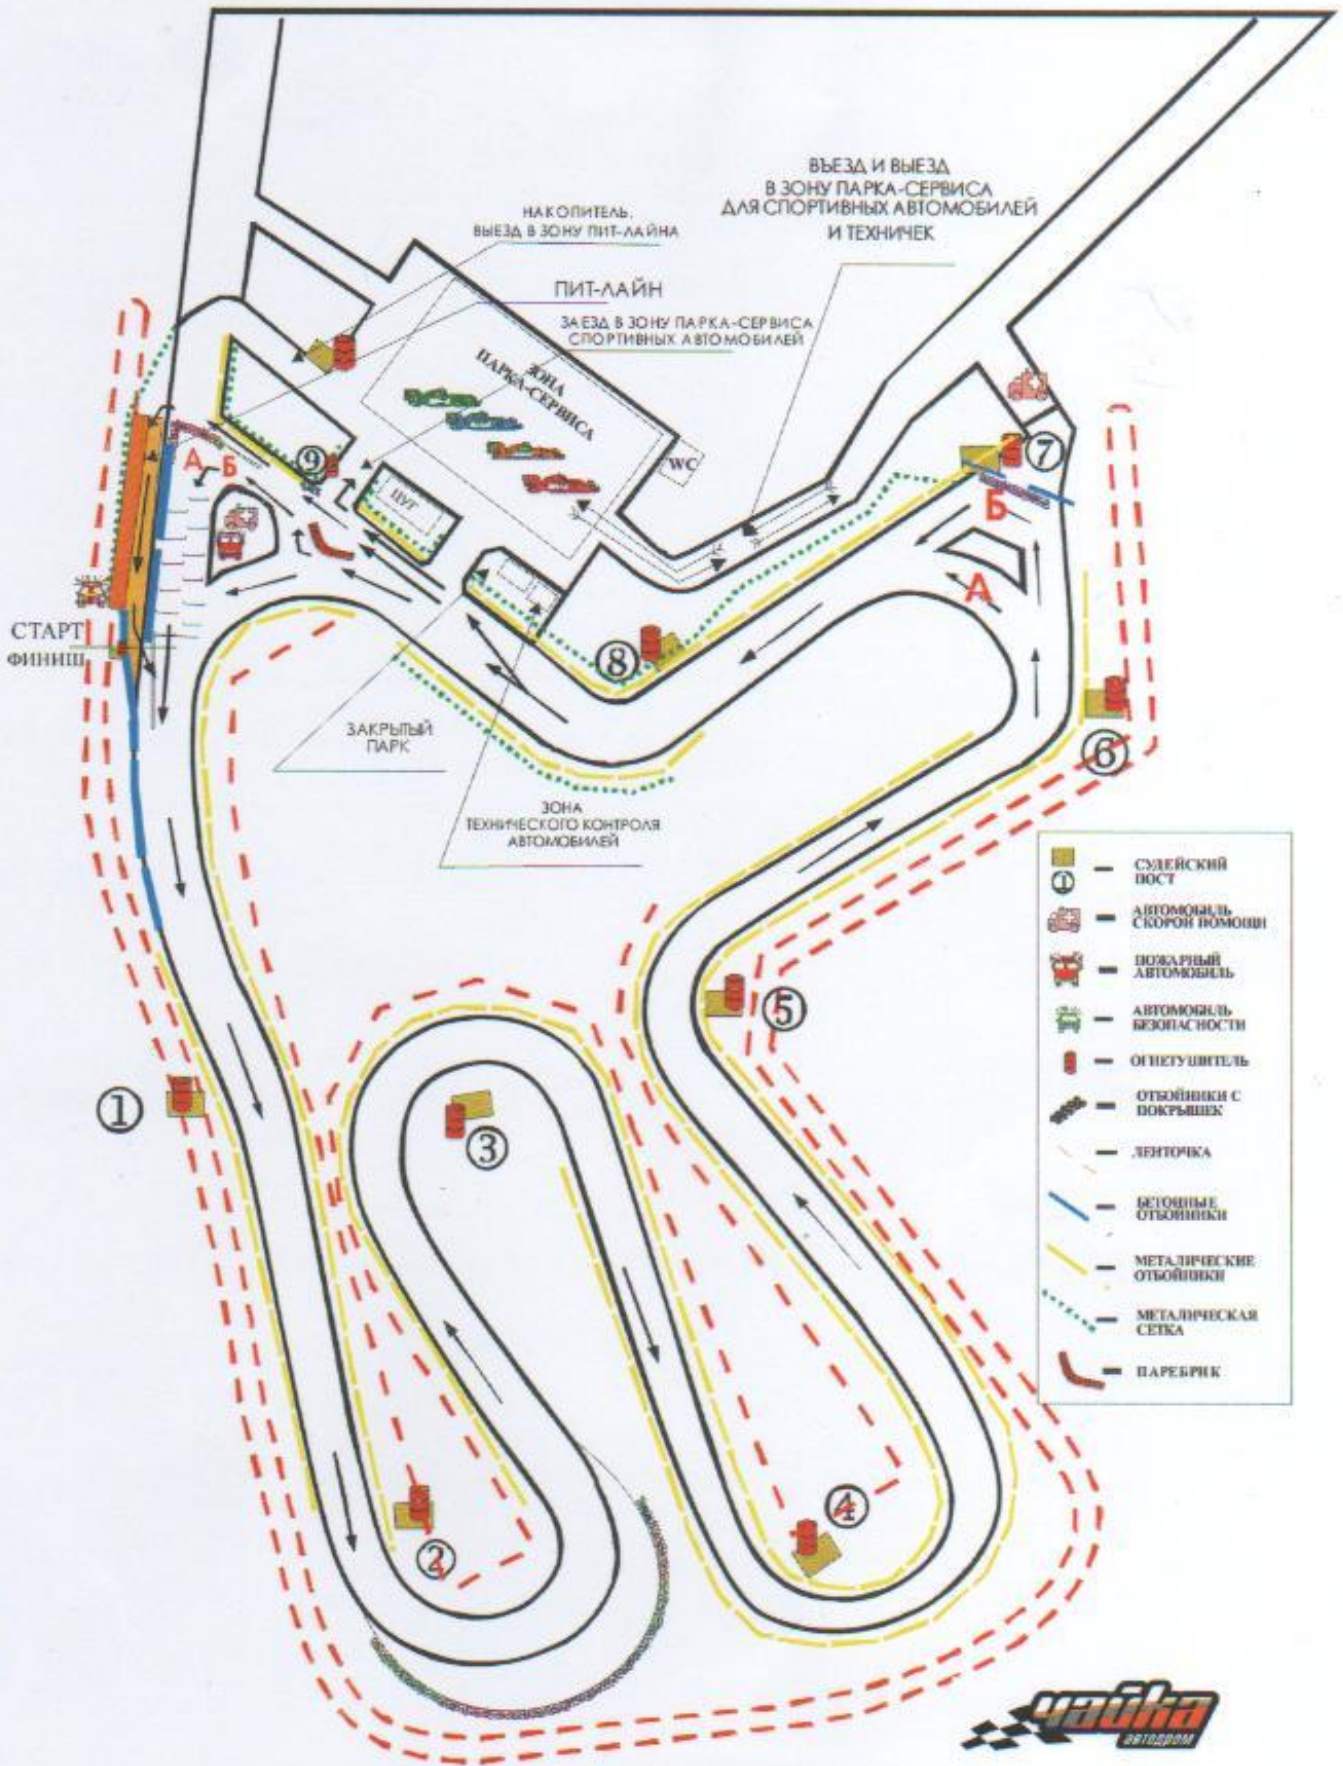 ВЪЕЗД И ВЫЕЗД
В ЗОНУ ПАРКА-СЕРВИСА
ДЛЯ СПОРТИВНЫХ АВТОМОБИЛЕЙ
И ТЕХНИЧЕК
НАКОПИТЕЛЬ.
ВЫЕЗД В ЗОНУ ПИТ-ЛАЙНА
ПИТ-ЛАЙН
ЗАЕЗД В ЗОНУ ПАРКА-СЕРВИСА
СПОРТИВНЫХ АВТОМОБИЛЕЙ
ЗОНА
ПАРКА-СЕРВИСА
WC
7
А Б
9
ЦУГ
Б
А
СТАРТ
ФИНИШ
8
6
ЗАКРЫТЫЙ
ПАРК
ЗОНА
ТЕХНИЧЕСКОГО КОНТРОЛЯ
АВТОМОБИЛЕЙ
5
1
3
4
2
1
СУДЕЙСКИЙ
ПОСТ
АВТОМОБИЛЬ
СКОРОЙ ПОМОЩИ
ПОЖАРНЫЙ
АВТОМОБИЛЬ
АВТОМОБИЛЬ
БЕЗОПАСНОСТИ
ОГНЕТУШИТЕЛЬ
ОТБОЙНИКИ С
ПОКРЫШЕК
ЛЕНТОЧКА
БЕТОННЫЕ
ОТБОЙНИКИ
МЕТАЛИЧЕСКИЕ
ОТБОЙНИКИ
МЕТАЛИЧЕСКАЯ
СЕТКА
ПАРЕБРИК
чайка
автодром